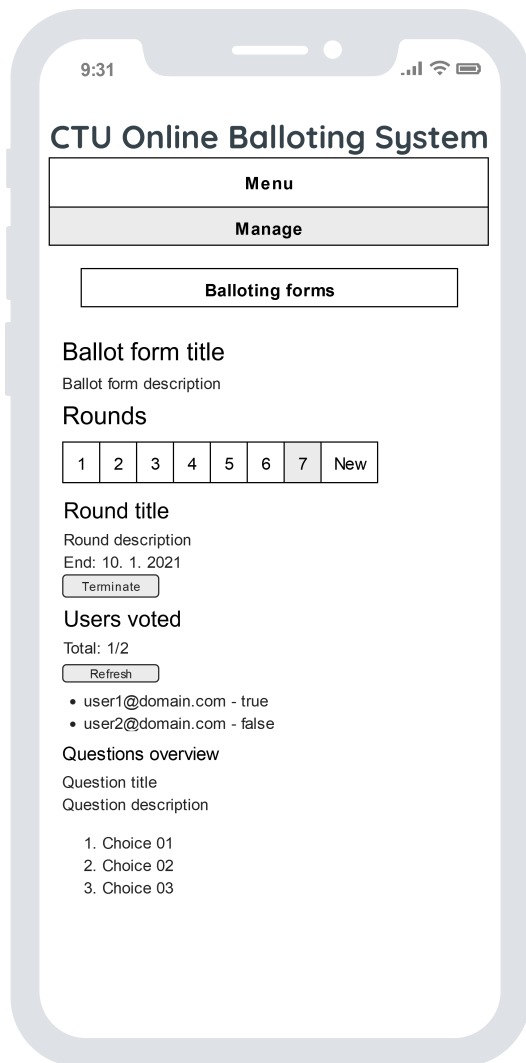 9:31
CTU Online Balloting System
Menu
Manage
Balloting forms
Ballot form title
Ballot form description
Rounds
1 2 3 4 5 6 7 New
Round title
Round description
End: 10. 1. 2021
Terminate
Users voted
Total: 1/2
Refresh
• user1@domain.com - true
• user2@domain.com - false
Questions overview
Question title
Question description
1. Choice 01
2. Choice 02
3. Choice 03